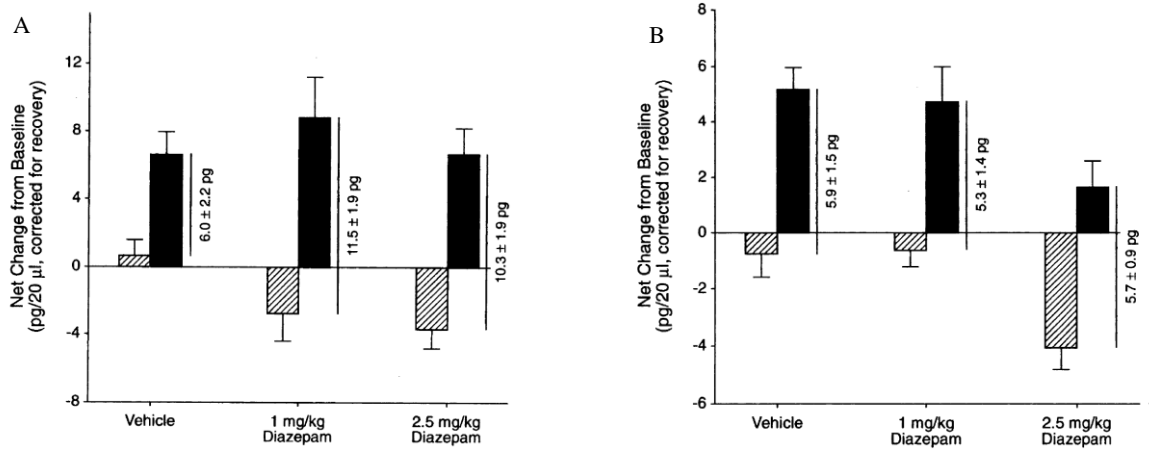 A
Net Change from Baseline
(pg/20 µl, corrected for recovery)
12
8
4
0
-4
-8
6.0 ± 2.2 pg
11.5 ± 1.9 pg
10.3 ± 1.9 pg
Vehicle
1 mg/kg
Diazepam
2.5 mg/kg
Diazepam
B
Net Change from Baseline
(pg/20 µl, corrected for recovery)
8
6
4
2
0
-2
-4
-6
5.9 ± 1.5 pg
5.3 ± 1.4 pg
5.7 ± 0.9 pg
Vehicle
1 mg/kg
Diazepam
2.5 mg/kg
Diazepam